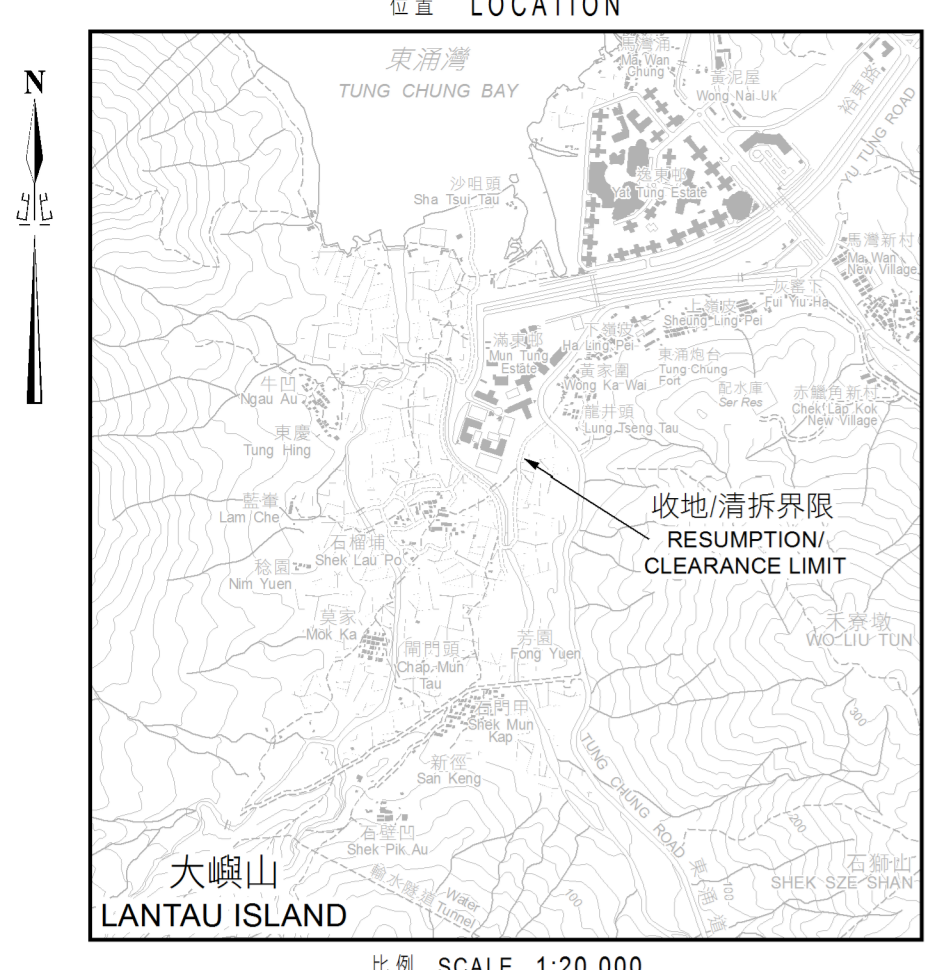 位置 LOCATION
N
東涌灣
TUNG CHUNG BAY
馬灣涌
Ma Wan
Chung
黃泥屋
Wong Nai Uk
裕東路
YU TUNG ROAD
沙咀頭
Sha Tsui Tau
逸東邨
Yat Tung Estate
馬灣新村
Ma Wan
New Village
灰窰下
Fui Yiu Ha
上嶺皮
Sheung Ling Pei
下嶺皮
Ha Ling Pei
滿東邨
Mun Tung
Estate
東涌炮台
Tung Chung
Fort
黃家圍
Wong Ka Wai
配水庫
Ser Res
赤鱲角新村
Chek Lap Kok
New Village
牛凹
Ngau Au
龍井頭
Lung Tseng Tau
東慶
Tung Hing
藍輋
Lam Che
收地/清拆界限
RESUMPTION/
CLEARANCE LIMIT
石榴埔
Shek Lau Po
稔園
Nim Yuen
莫家
Mok Ka
禾寮墩
WO LIU TUN
閘門頭
Chap Mun
Tau
芳園
Fong Yuen
石門甲
Shek Mun
Kap
300
新徑
San Keng
TUNG CHUNG ROAD
東涌道
200
石壁凹
Shek Pik Au
石獅山
SHEK SZE SHAN
輸水隧道
Water
Tunnel
100
100
大嶼山
LANTAU ISLAND
比例 SCALE 1:20 000